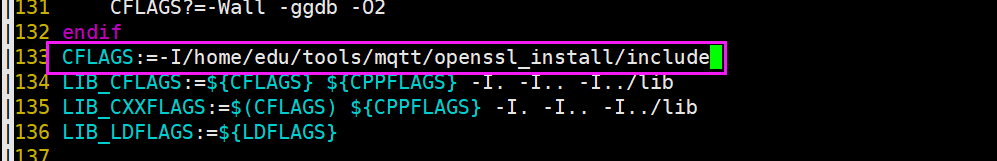 131     CFLAGS?=-Wall -ggdb -O2
132 endif
133 CFLAGS:=-I/home/edu/tools/mqtt/openssl_install/include
134 LIB_CFLAGS:=${CFLAGS} ${CPPFLAGS} -I. -I.. -I../lib
135 LIB_CXXFLAGS:=$(CFLAGS) ${CPPFLAGS} -I. -I.. -I../lib
136 LIB_LDFLAGS:=${LDFLAGS}
137